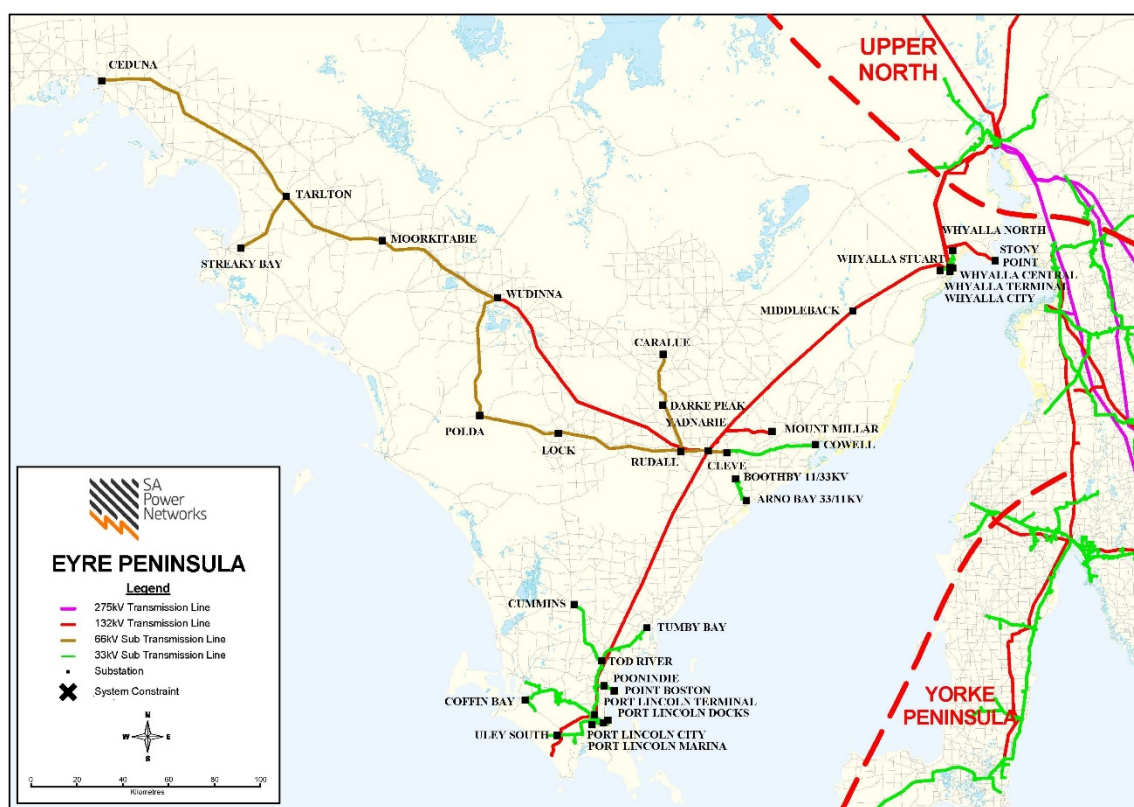 UPPER
NORTH
CEDUNA
TARLTON
MOORKITABIE
STREAKY BAY
WUDINNA
WHYALLA NORTH
STONY
POINT
WHYALLA STUART
WHYALLA CENTRAL
WHYALLA TERMINAL
WHYALLA CITY
MIDDLEBACK
CARALUE
DARKE PEAK
YADNARIE
MOUNT MILLAR
POLDA
LOCK
RUDALL
CLEVE
COWELL
BOOTHBY 11/33KV
ARNO BAY 33/11KV
CUMMINS
TUMBY BAY
TOD RIVER
POONINDIE
POINT BOSTON
COFFIN BAY
PORT LINCOLN TERMINAL
PORT LINCOLN DOCKS
ULEY SOUTH
PORT LINCOLN CITY
PORT LINCOLN MARINA
YORKE
PENINSULA
SA
Power
Networks
EYRE PENINSULA
Legend
275kV Transmission Line
132kV Transmission Line
66kV Sub Transmission Line
33kV Sub Transmission Line
Substation
System Constraint
N
W E
S
0 20 40 60 80 100
Kilometres